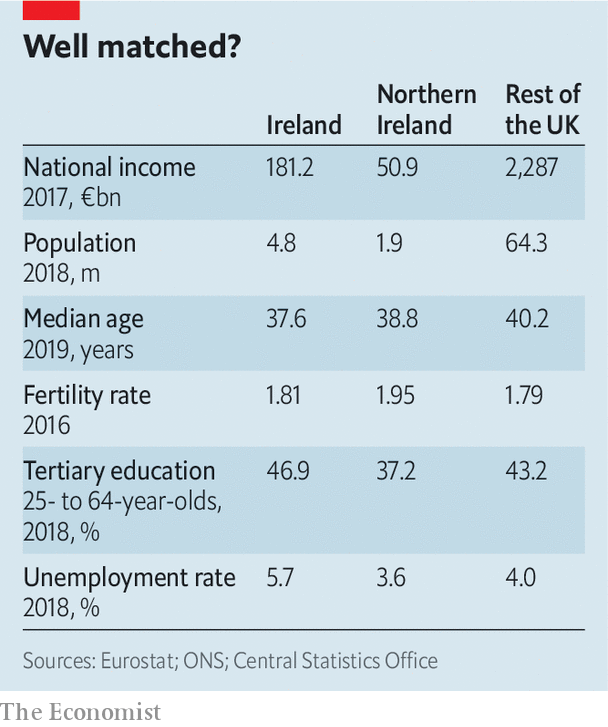 Well matched?
Ireland Northern Ireland Rest of the UK
National income 181.2 50.9 2,287
2017, €bn
Population 4.8 1.9 64.3
2018, m
Median age 37.6 38.8 40.2
2019, years
Fertility rate 1.81 1.95 1.79
2016
Tertiary education 46.9 37.2 43.2
25- to 64-year-olds,
2018, %
Unemployment rate 5.7 3.6 4.0
2018, %
Sources: Eurostat; ONS; Central Statistics Office
The Economist